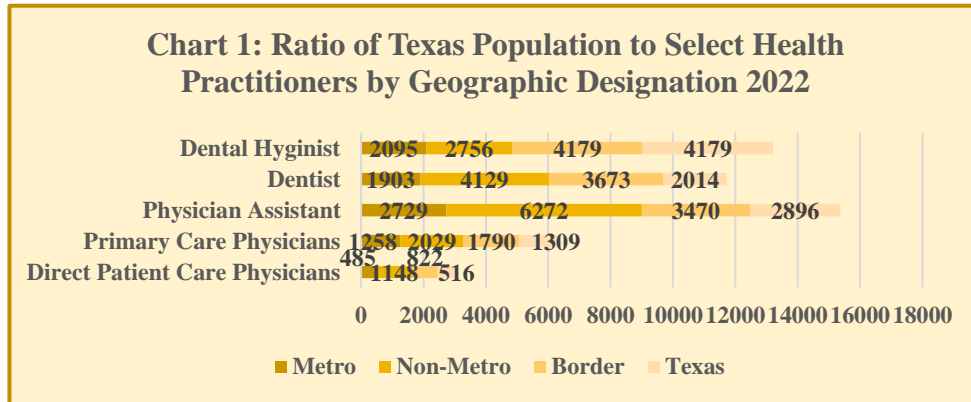 Chart 1: Ratio of Texas Population to Select Health
Practitioners by Geographic Designation 2022
Dental Hyginist 2095 2756 4179 4179
Dentist 1903 4129 3673 2014
Physician Assistant 2729 6272 3470 2896
Primary Care Physicians 1258 2029 1790 1309
485 822
Direct Patient Care Physicians 1148 516
0 2000 4000 6000 8000 10000 12000 14000 16000 18000
Metro Non-Metro Border Texas